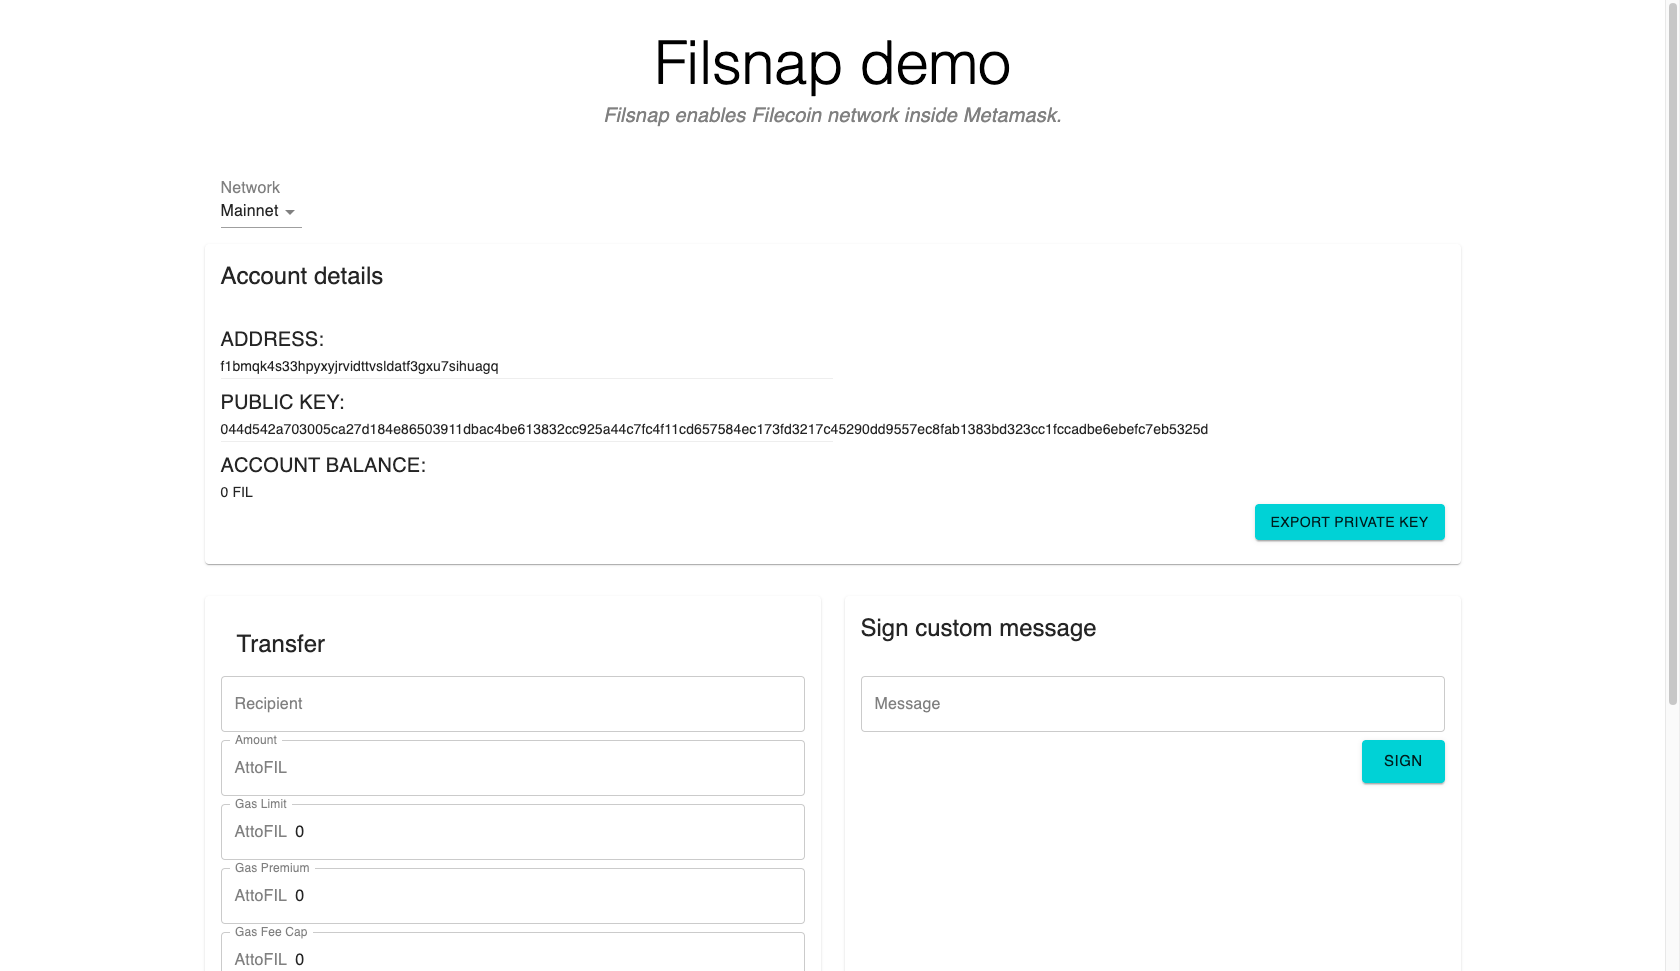 Filsnap demo
Filsnap enables Filecoin network inside Metamask.
Network
Mainnet
Account details
ADDRESS:
f1bmqk4s33hpyxyjrvidttvsldatf3gxu7sihuagq
PUBLIC KEY:
044d542a703005ca27d184e86503911dbac4be613832cc925a44c7fc4f11cd657584ec173fd3217c45290dd9557ec8fab1383bd323cc1fccadbe6ebefc7eb5325d
ACCOUNT BALANCE:
0 FIL
EXPORT PRIVATE KEY
Transfer
Recipient
Amount
AttoFIL
Gas Limit
AttoFIL 0
Gas Premium
AttoFIL 0
Gas Fee Cap
AttoFIL 0
Sign custom message
Message
SIGN